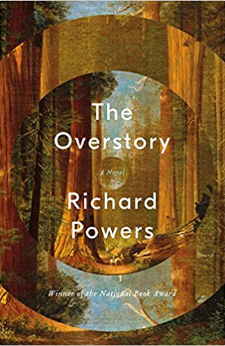 The
Overstory
A Novel
Richard
Powers
Winner of the National Book Award